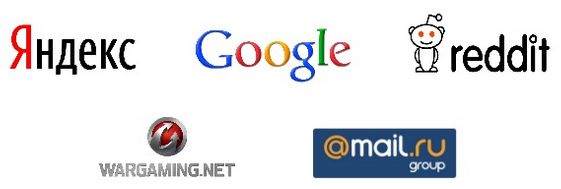 Яндекс
Google
reddit
WARGAMING.NET
@mail.ru
group